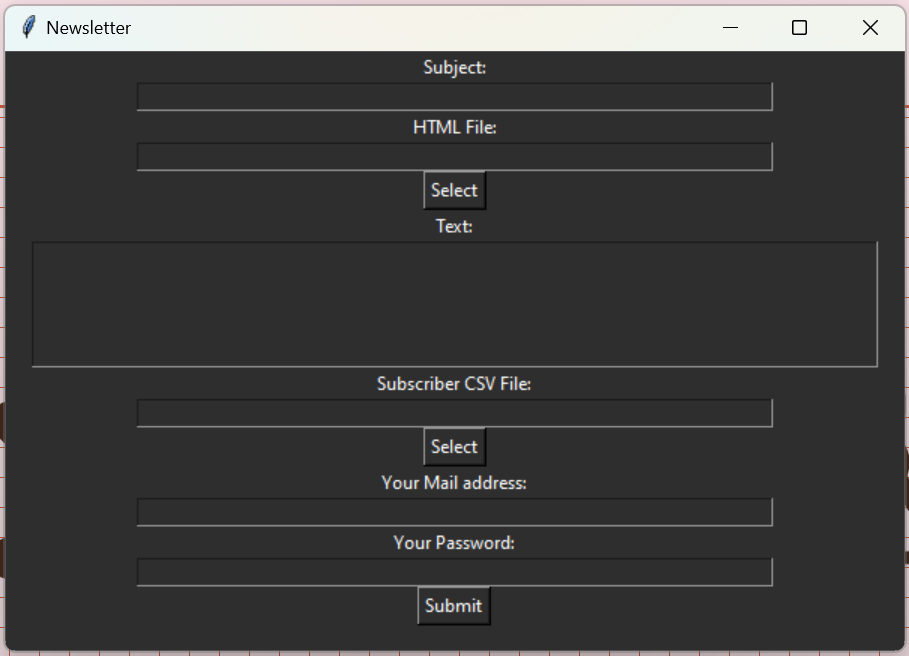 Newsletter
Subject:
HTML File:
Select
Text:
Subscriber CSV File:
Select
Your Mail address:
Your Password:
Submit